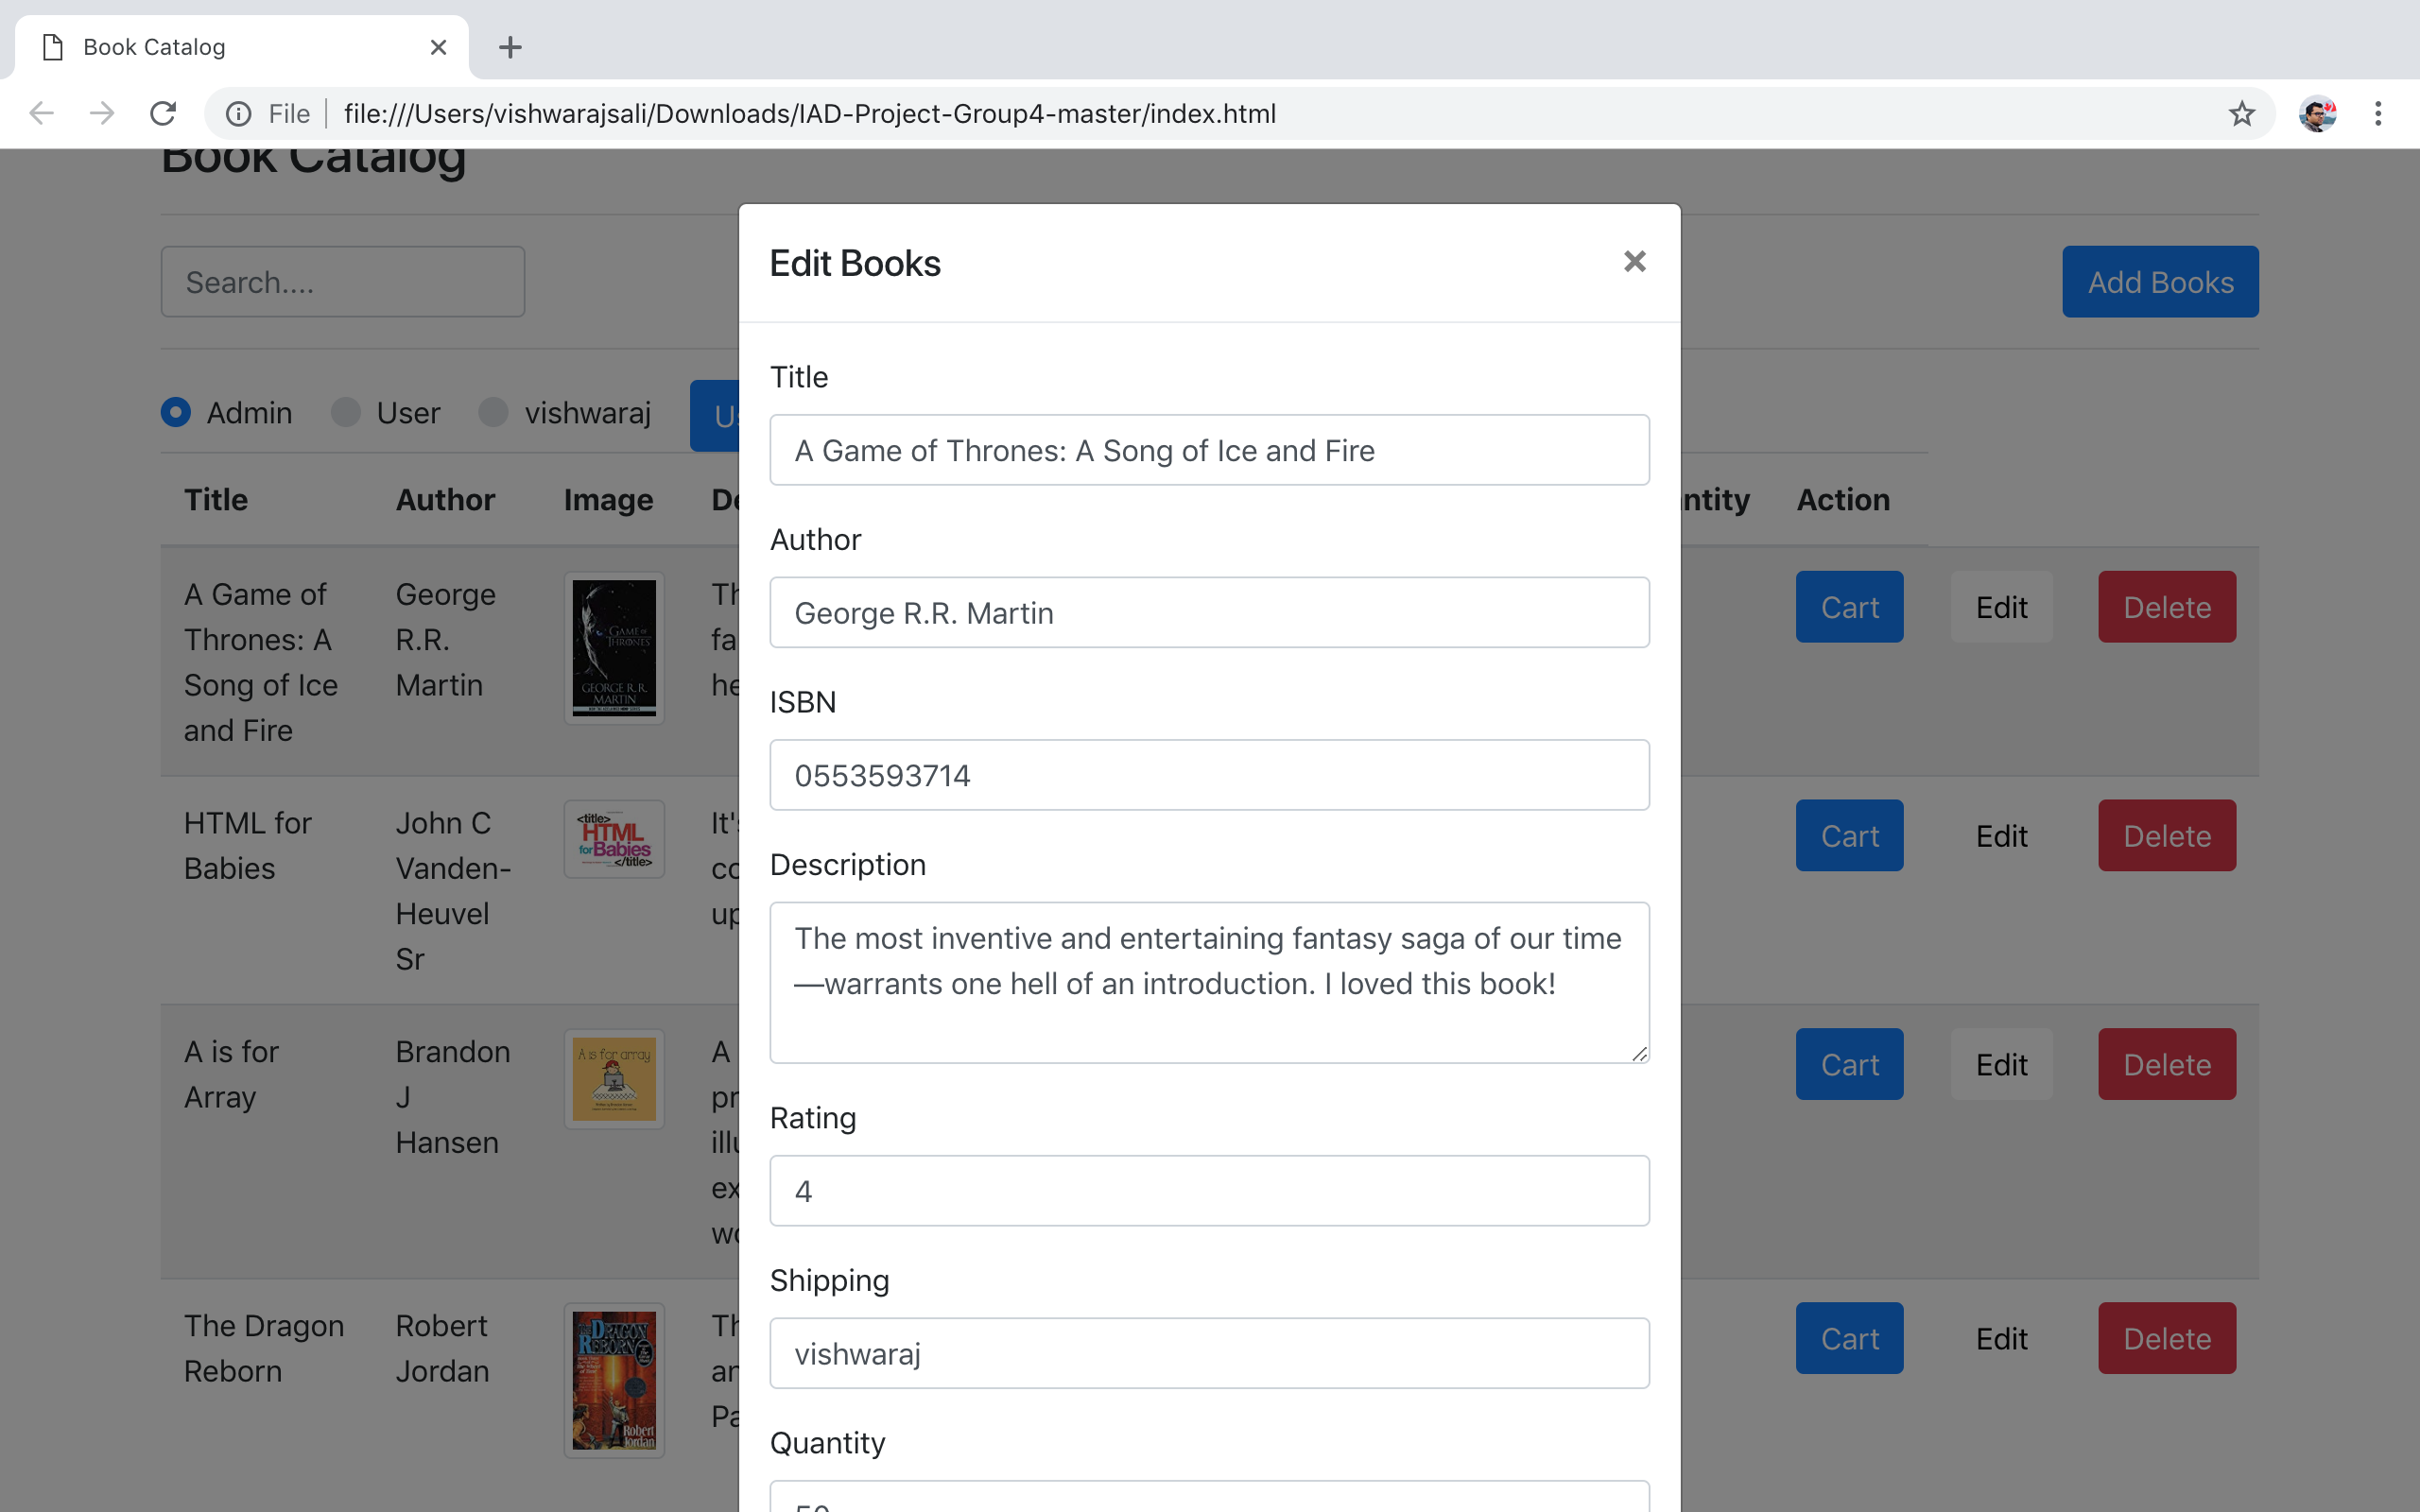 Book Catalog
File
file:///Users/vishwarajsali/Downloads/IAD-Project-Group4-master/index.html
Book Catalog
Search....
Add Books
Admin
User
vishwaraj
Us
Title
Author
Image
De
ntity
Action
A Game of
Thrones: A
Song of Ice
and Fire
George
R.R.
Martin
GAME OF
THRONES
GEORGE R.R.
MARTIN
Th
fa
he
Cart
Edit
Delete
HTML for
Babies
John C
Vanden-
Heuvel
Sr
<title>
HTML
for Babies
</title>
It's
co
up
Cart
Edit
Delete
A is for
Array
Brandon
J
Hansen
A is for array
A
pr
illu
ex
wo
Cart
Edit
Delete
The Dragon
Reborn
Robert
Jordan
THE DRAGON
REBORN
Robert
Jordan
Th
an
Pa
Cart
Edit
Delete
Edit Books
Title
A Game of Thrones: A Song of Ice and Fire
Author
George R.R. Martin
ISBN
0553593714
Description
The most inventive and entertaining fantasy saga of our time
—warrants one hell of an introduction. I loved this book!
Rating
4
Shipping
vishwaraj
Quantity
50